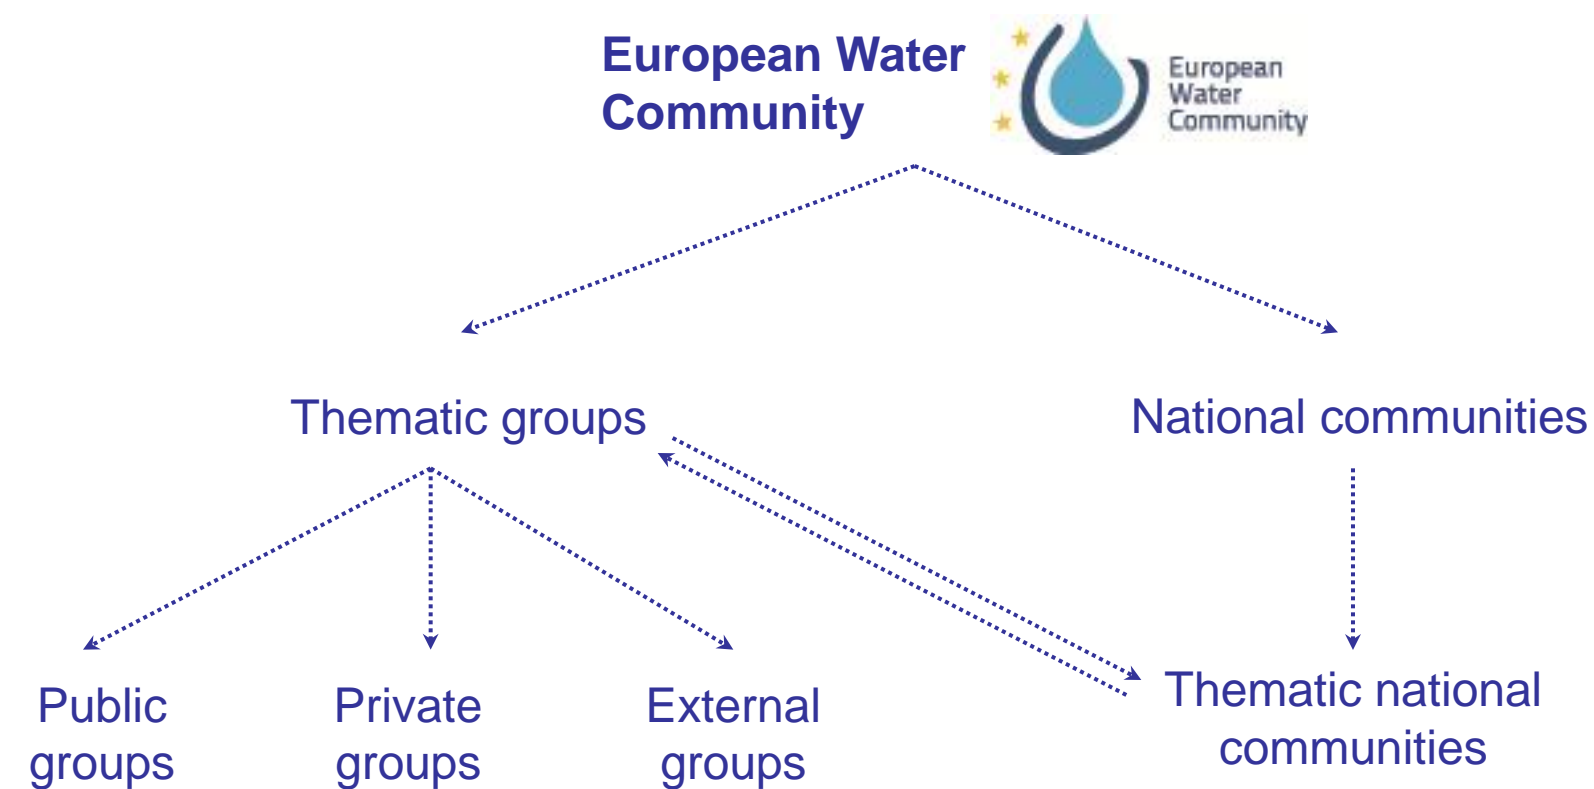 European Water
Community
European
Water
Community
Thematic groups
National communities
Public
groups
Private
groups
External
groups
Thematic national
communities